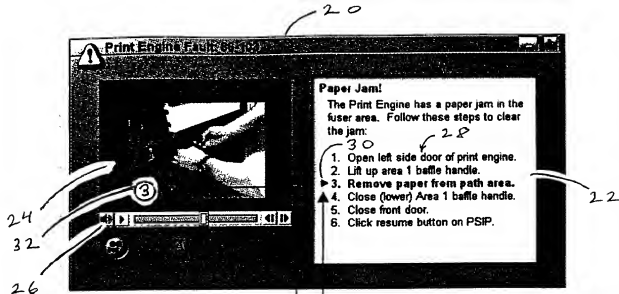 20
Print Engine Fault:
Paper Jam!
The Print Engine has a paper jam in the
fuser area. Follow these steps to clear
the jam:
30
28
1. Open left side door of print engine.
2. Lift up area 1 baffle handle.
3. Remove paper from path area.
4. Close (lower) Area 1 baffle handle.
5. Close front door.
6. Click resume button on PSIP.
22
24
3
32
26